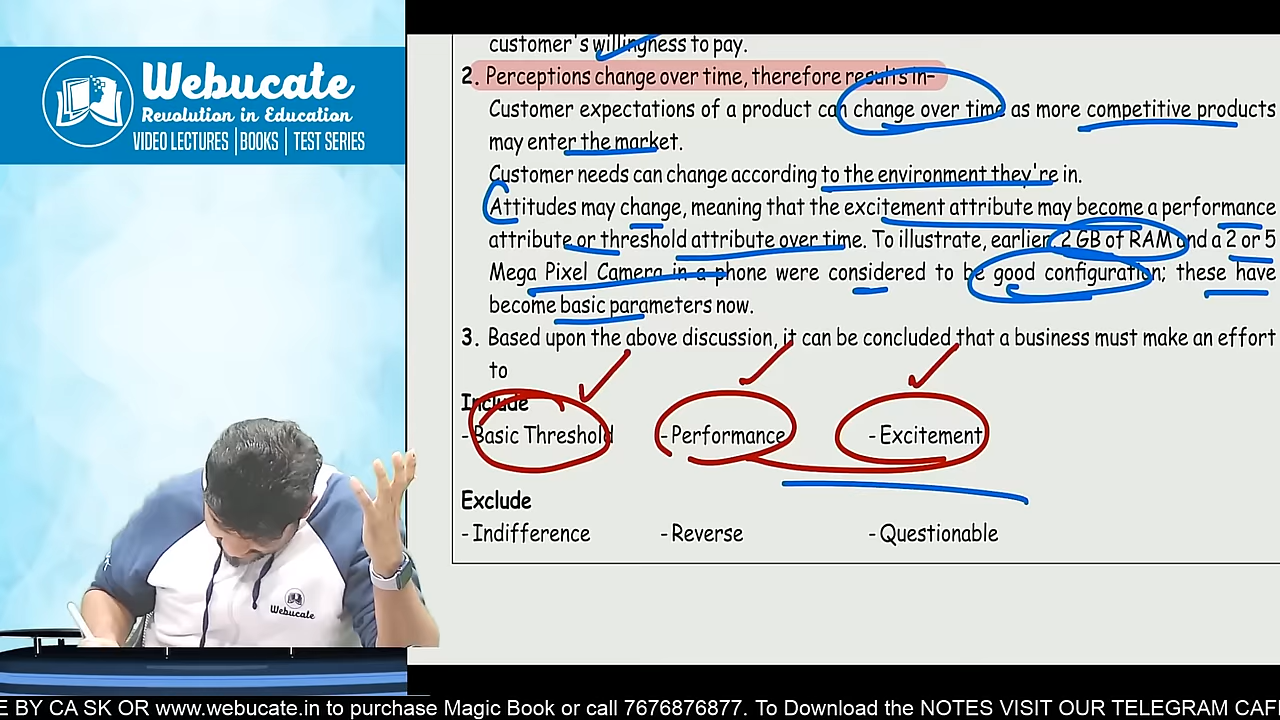 Webucate
Revolution in Education
VIDEO LECTURES | BOOKS | TEST SERIES
customer's willingness to pay.
2. Perceptions change over time, therefore results in-
Customer expectations of a product can change over time as more competitive products
may enter the market.
Customer needs can change according to the environment they're in.
Attitudes may change, meaning that the excitement attribute may become a performance
attribute or threshold attribute over time. To illustrate, earlier, 2 GB of RAM and a 2 or 5
Mega Pixel Camera in a phone were considered to be good configuration; these have
become basic parameters now.
3. Based upon the above discussion, it can be concluded that a business must make an effort
to
Include
- Basic Threshold - Performance - Excitement
Exclude
- Indifference - Reverse - Questionable
Webucate
E BY CA SK OR www.webucate.in to purchase Magic Book or call 7676876877. To Download the NOTES VISIT OUR TELEGRAM CAF